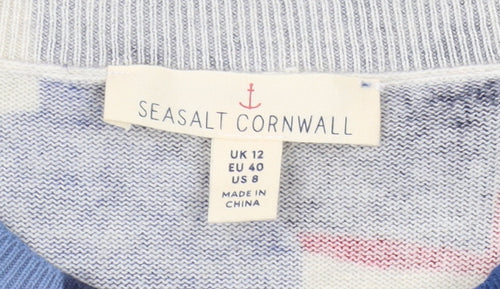 SEASALT CORNWALL
UK 12
EU 40
US 8
MADE IN
CHINA